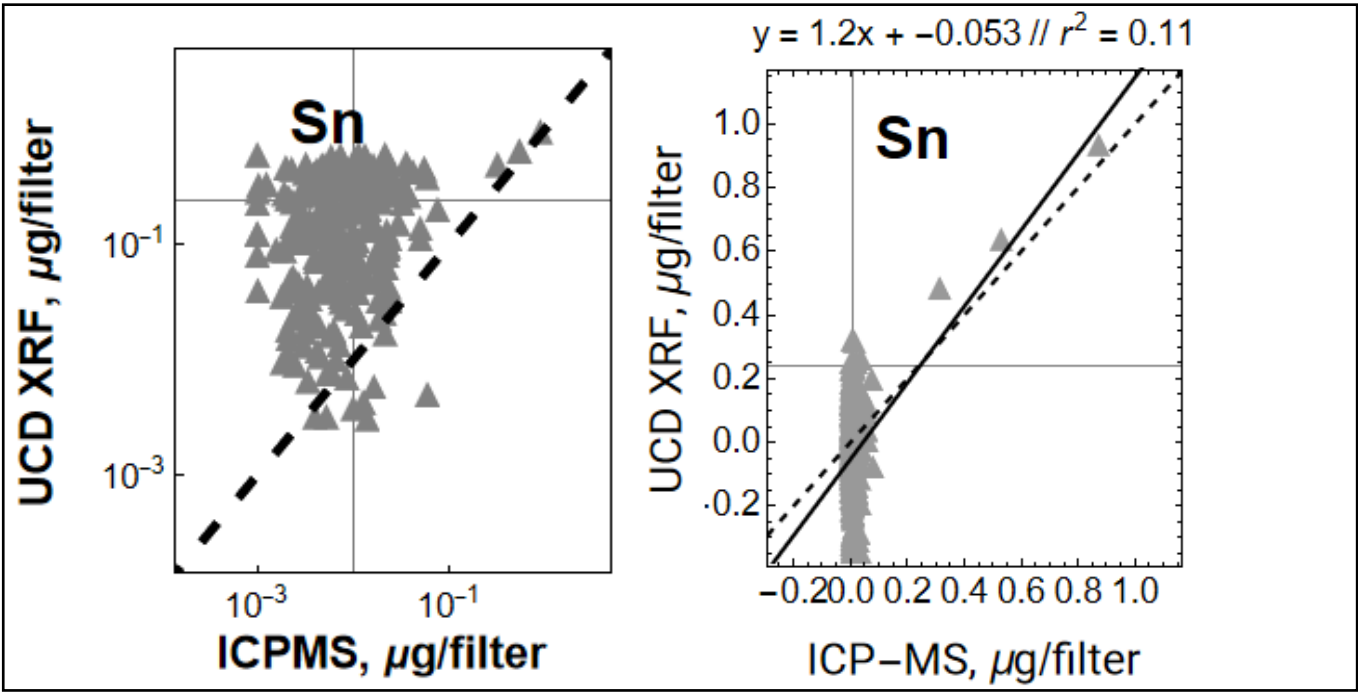 Sn
10⁻¹
10⁻³
UCD XRF, µg/filter
10⁻³ 10⁻¹
ICPMS, µg/filter
y = 1.2x + −0.053 // r² = 0.11
Sn
1.0
0.8
0.6
0.4
0.2
0.0
·0.2
UCD XRF, µg/filter
−0.20.0 0.2 0.4 0.6 0.8 1.0
ICP−MS, µg/filter